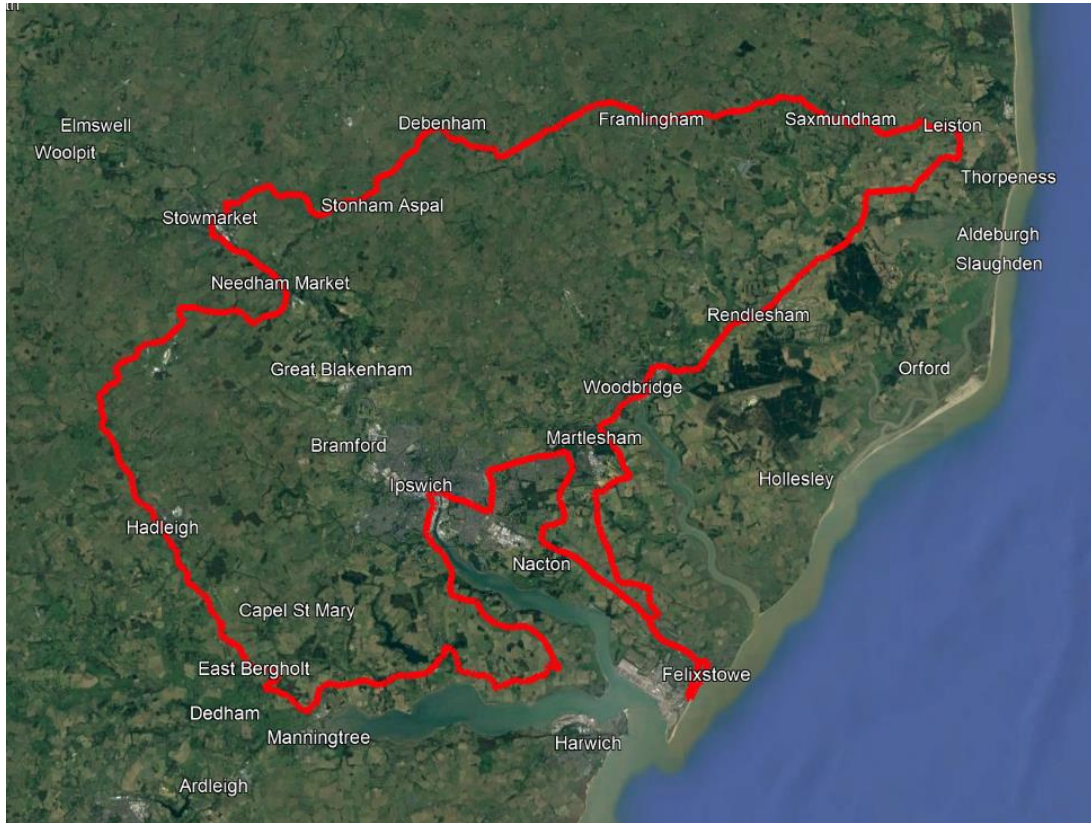 Elmswell
Debenham
Framlingham
Saxmundham
Leiston
Woolpit
Thorpeness
Stonham Aspal
Stowmarket
Aldeburgh
Slaughden
Needham Market
Rendlesham
Great Blakenham
Orford
Woodbridge
Bramford
Martlesham
Hollesley
Ipswich
Hadleigh
Nacton
Capel St Mary
East Bergholt
Felixstowe
Dedham
Manningtree
Harwich
Ardleigh